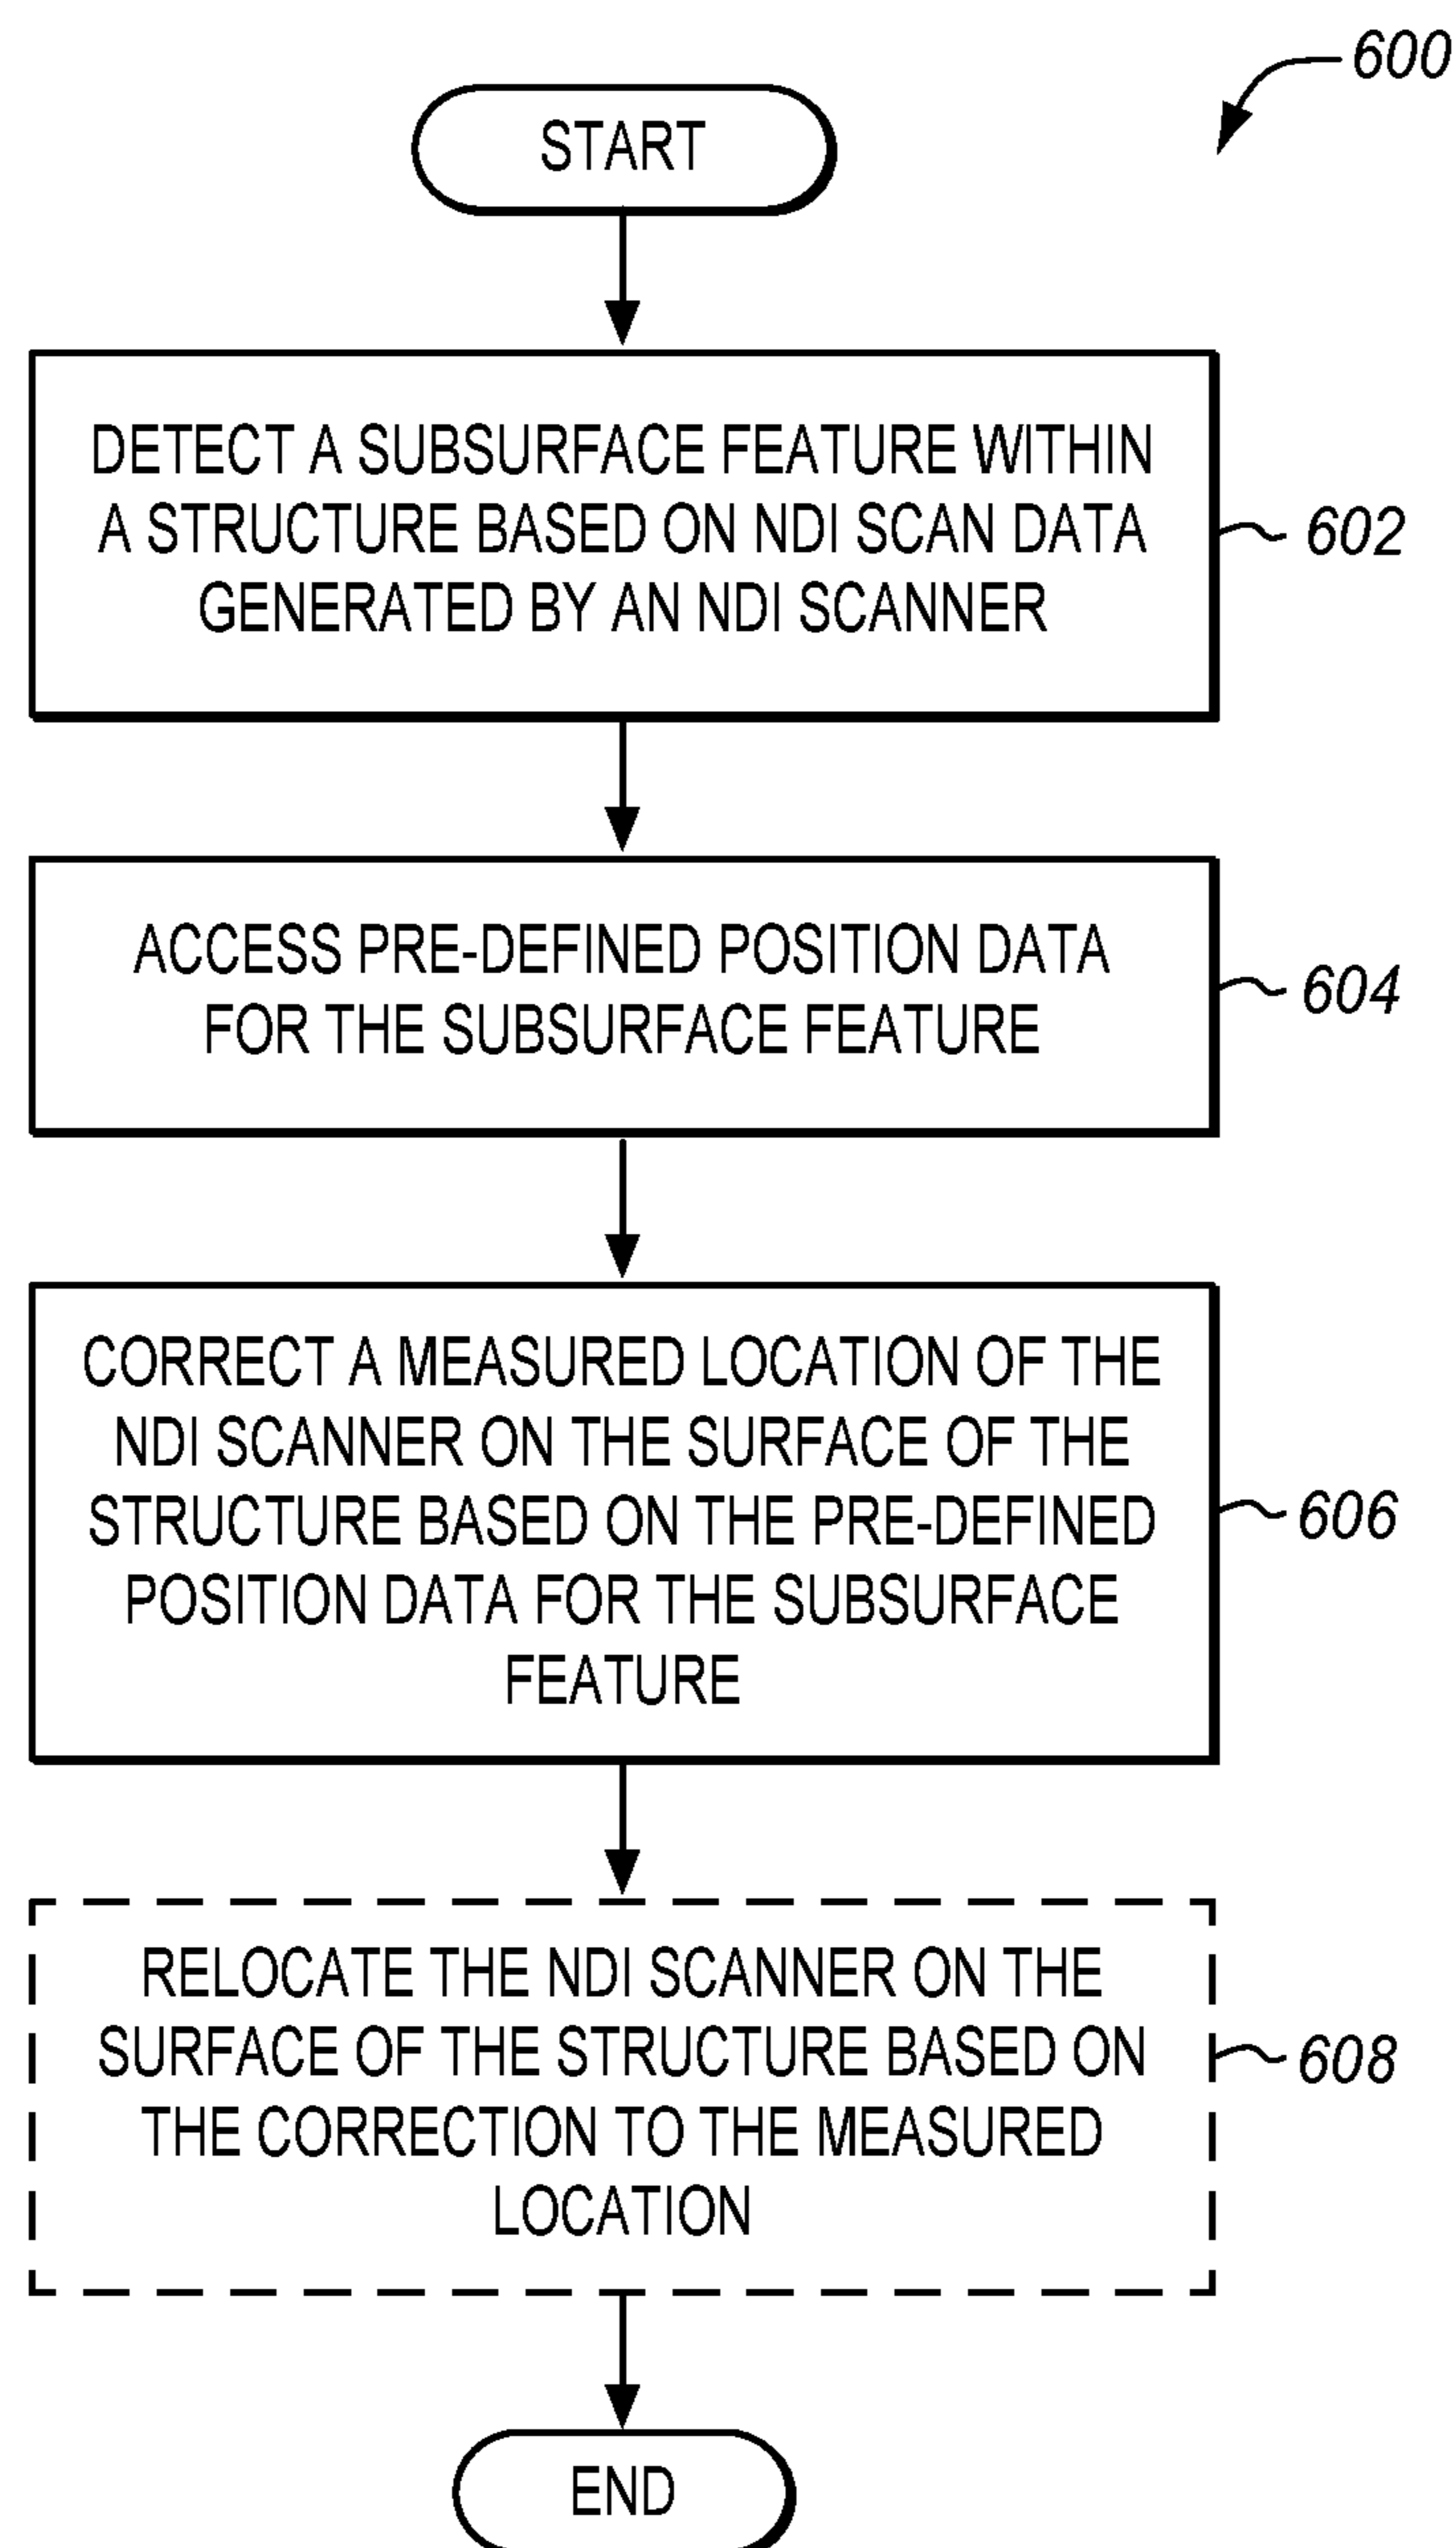 600
START
DETECT A SUBSURFACE FEATURE WITHIN
A STRUCTURE BASED ON NDI SCAN DATA
GENERATED BY AN NDI SCANNER
602
ACCESS PRE-DEFINED POSITION DATA
FOR THE SUBSURFACE FEATURE
604
CORRECT A MEASURED LOCATION OF THE
NDI SCANNER ON THE SURFACE OF THE
STRUCTURE BASED ON THE PRE-DEFINED
POSITION DATA FOR THE SUBSURFACE
FEATURE
606
RELOCATE THE NDI SCANNER ON THE
SURFACE OF THE STRUCTURE BASED ON
THE CORRECTION TO THE MEASURED
LOCATION
608
END